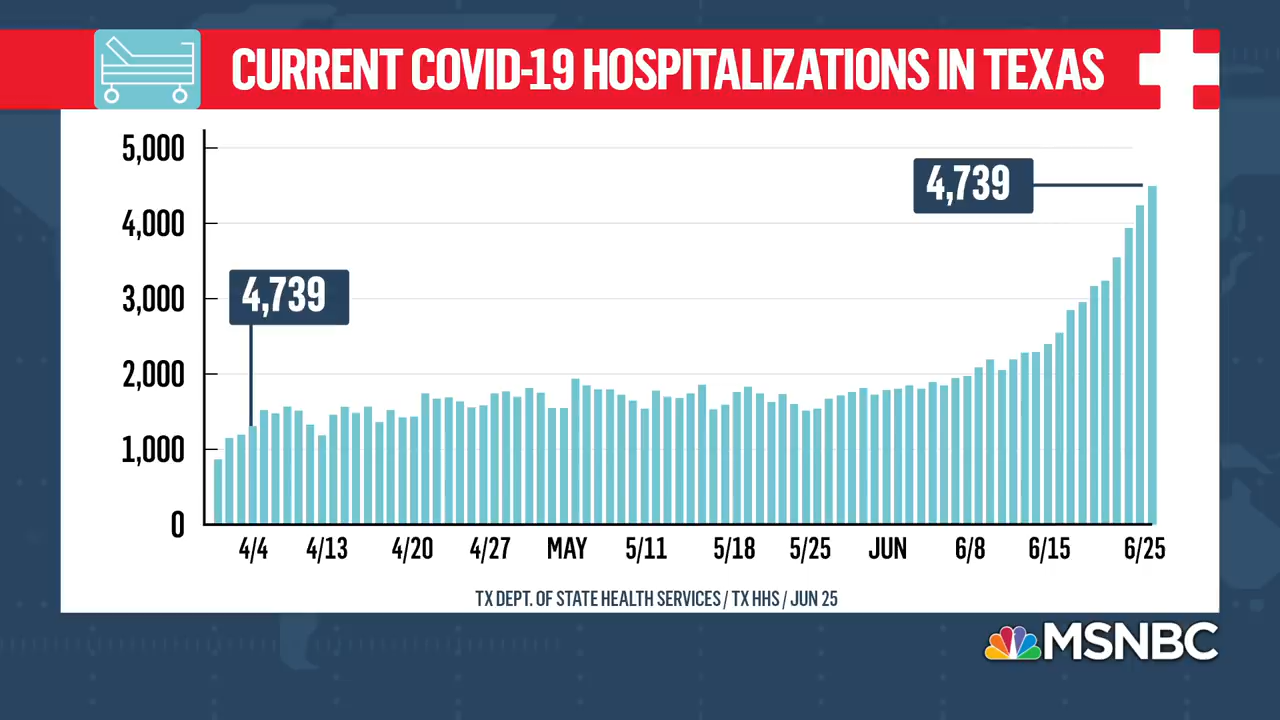 CURRENT COVID-19 HOSPITALIZATIONS IN TEXAS
5,000
4,739
4,000
4,739
3,000
2,000
1,000
0
4/4 4/13 4/20 4/27 MAY 5/11 5/18 5/25 JUN 6/8 6/15 6/25
TX DEPT. OF STATE HEALTH SERVICES / TX HHS / JUN 25
MSNBC